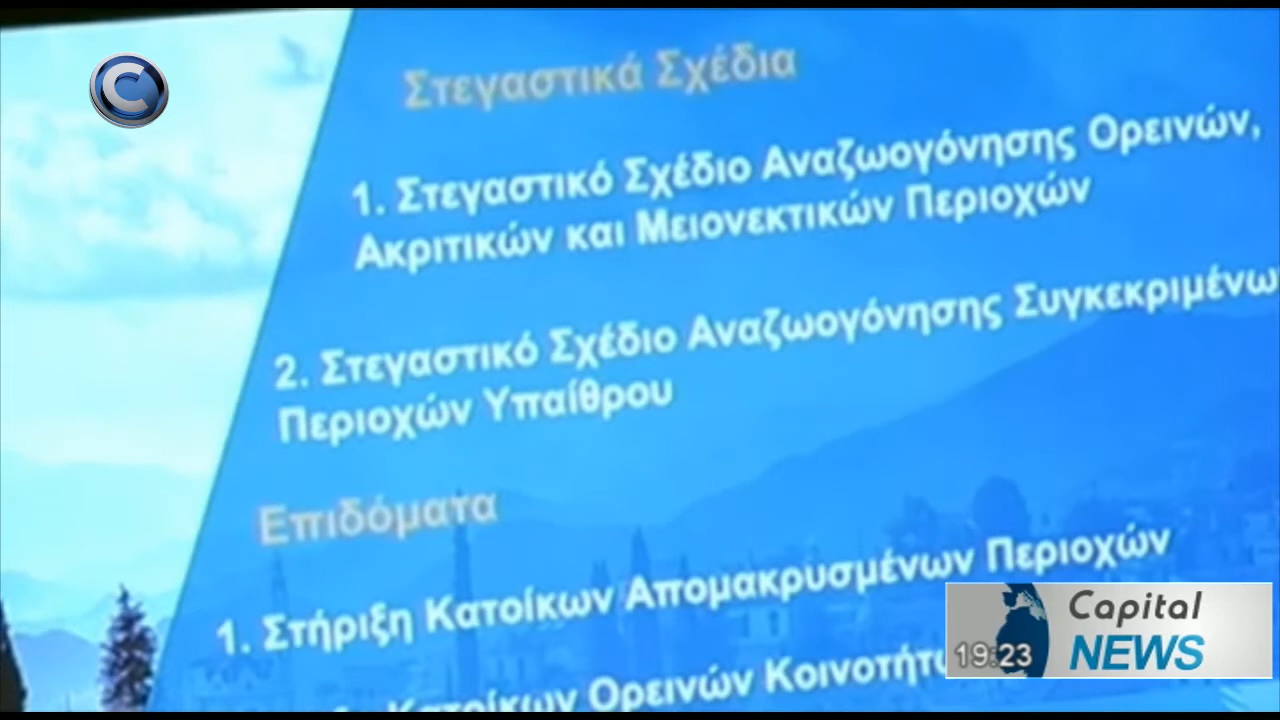 C
Στεγαστικά Σχέδια
1. Στεγαστικό Σχέδιο Αναζωογόνησης Ορεινών,
Ακριτικών και Μειονεκτικών Περιοχών
2. Στεγαστικό Σχέδιο Αναζωογόνησης Συγκεκριμένω
Περιοχών Υπαίθρου
Επιδόματα
1. Στήριξη Κατοίκων Απομακρυσμένων Περιοχών
Κατοίκων Ορεινών
Capital
NEWS
19:23